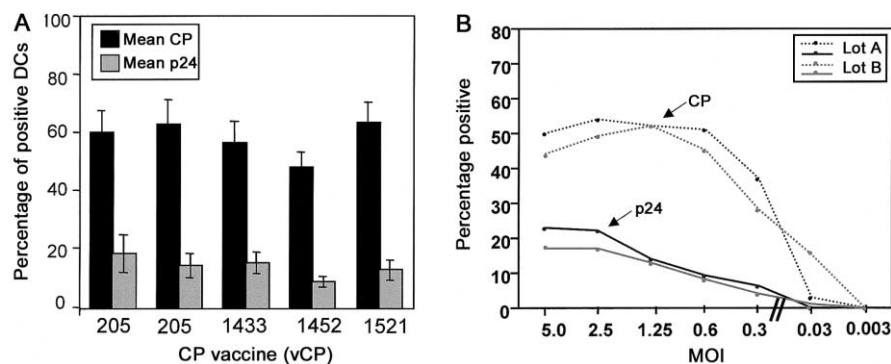 A
Percentage of positive DCs
100
80
60
40
20
0
Mean CP
Mean p24
205 205 1433 1452 1521
CP vaccine (vCP)
B
Percentage positive
80
70
60
50
40
30
20
10
0
Lot A
Lot B
CP
p24
5.0 2.5 1.25 0.6 0.3 0.03 0.003
MOI